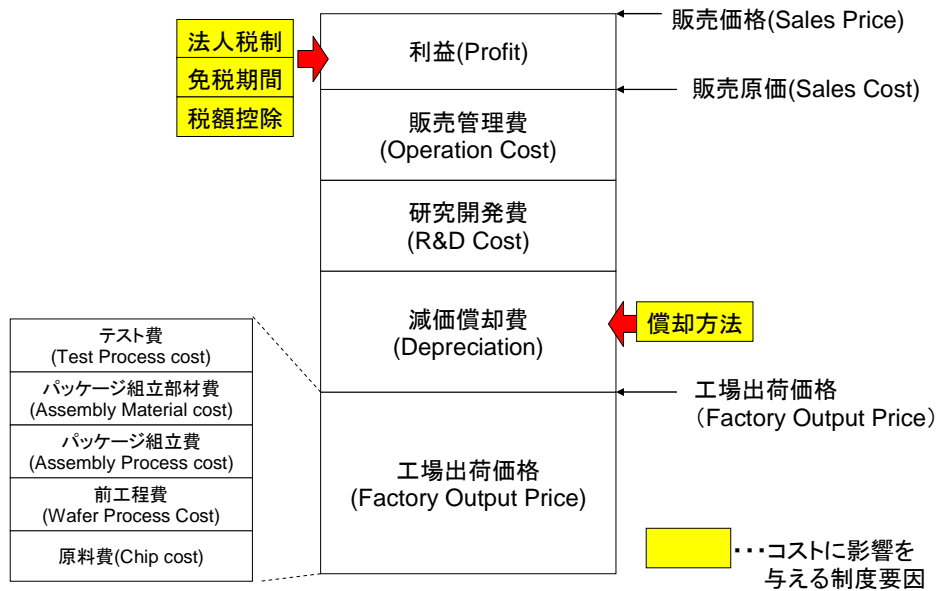 法人税制
免税期間
税額控除
利益(Profit)
販売価格(Sales Price)
販売原価(Sales Cost)
販売管理費
(Operation Cost)
研究開発費
(R&D Cost)
減価償却費
(Depreciation)
償却方法
工場出荷価格
（Factory Output Price）
工場出荷価格
(Factory Output Price)
テスト費
(Test Process cost)
パッケージ組立部材費
(Assembly Material cost)
パッケージ組立費
(Assembly Process cost)
前工程費
(Wafer Process Cost)
原料費(Chip cost)
・・・コストに影響を
与える制度要因